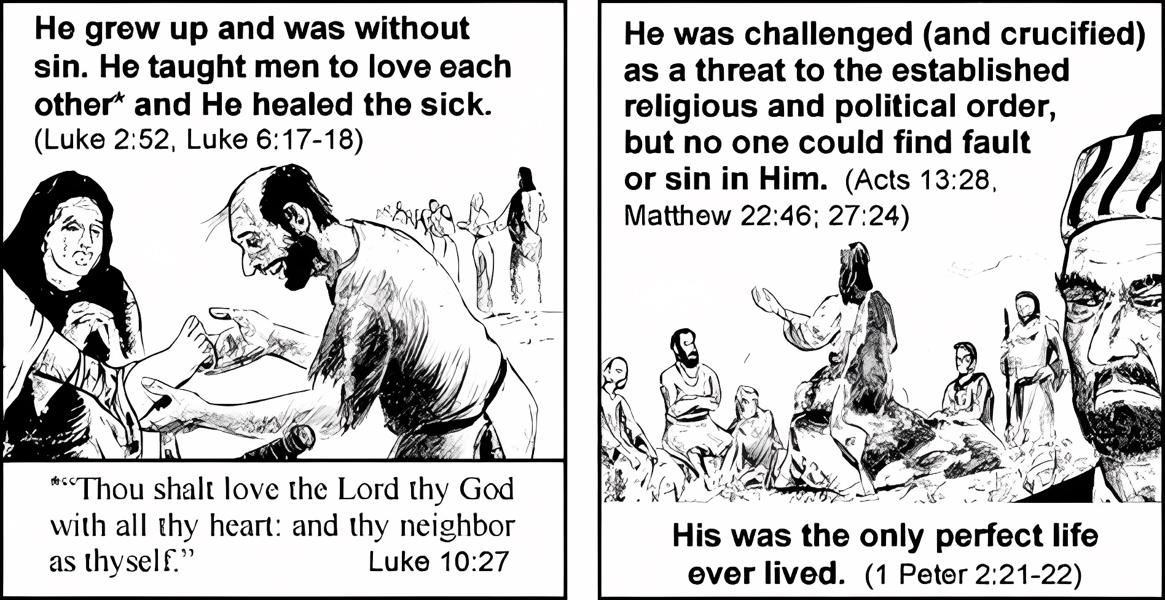 He grew up and was without
sin. He taught men to love each
other* and He healed the sick.
(Luke 2:52, Luke 6:17-18)
*“Thou shalt love the Lord thy God
with all thy heart: and thy neighbor
as thyself.” Luke 10:27
He was challenged (and crucified)
as a threat to the established
religious and political order,
but no one could find fault
or sin in Him. (Acts 13:28,
Matthew 22:46; 27:24)
His was the only perfect life
ever lived. (1 Peter 2:21-22)